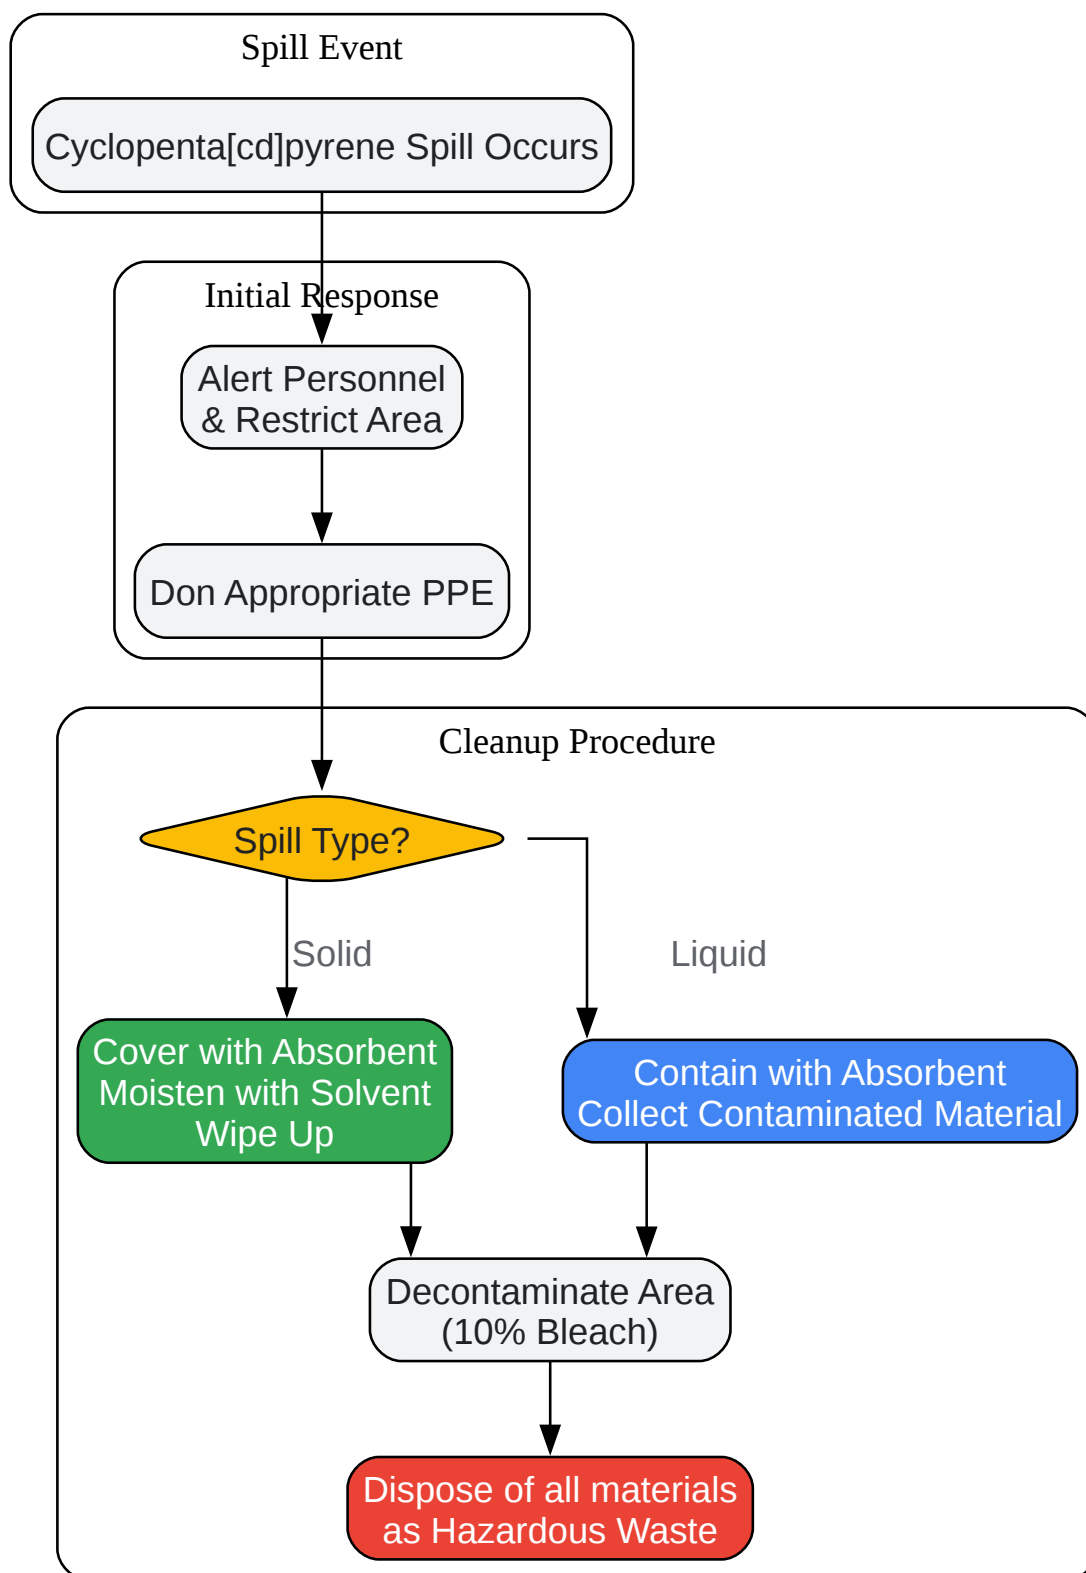 Spill Event
Cyclopenta[cd]pyrene Spill Occurs
Initial Response
Alert Personnel
& Restrict Area
Don Appropriate PPE
Cleanup Procedure
Spill Type?
Solid
Liquid
Cover with Absorbent
Moisten with Solvent
Wipe Up
Contain with Absorbent
Collect Contaminated Material
Decontaminate Area
(10% Bleach)
Dispose of all materials
as Hazardous Waste